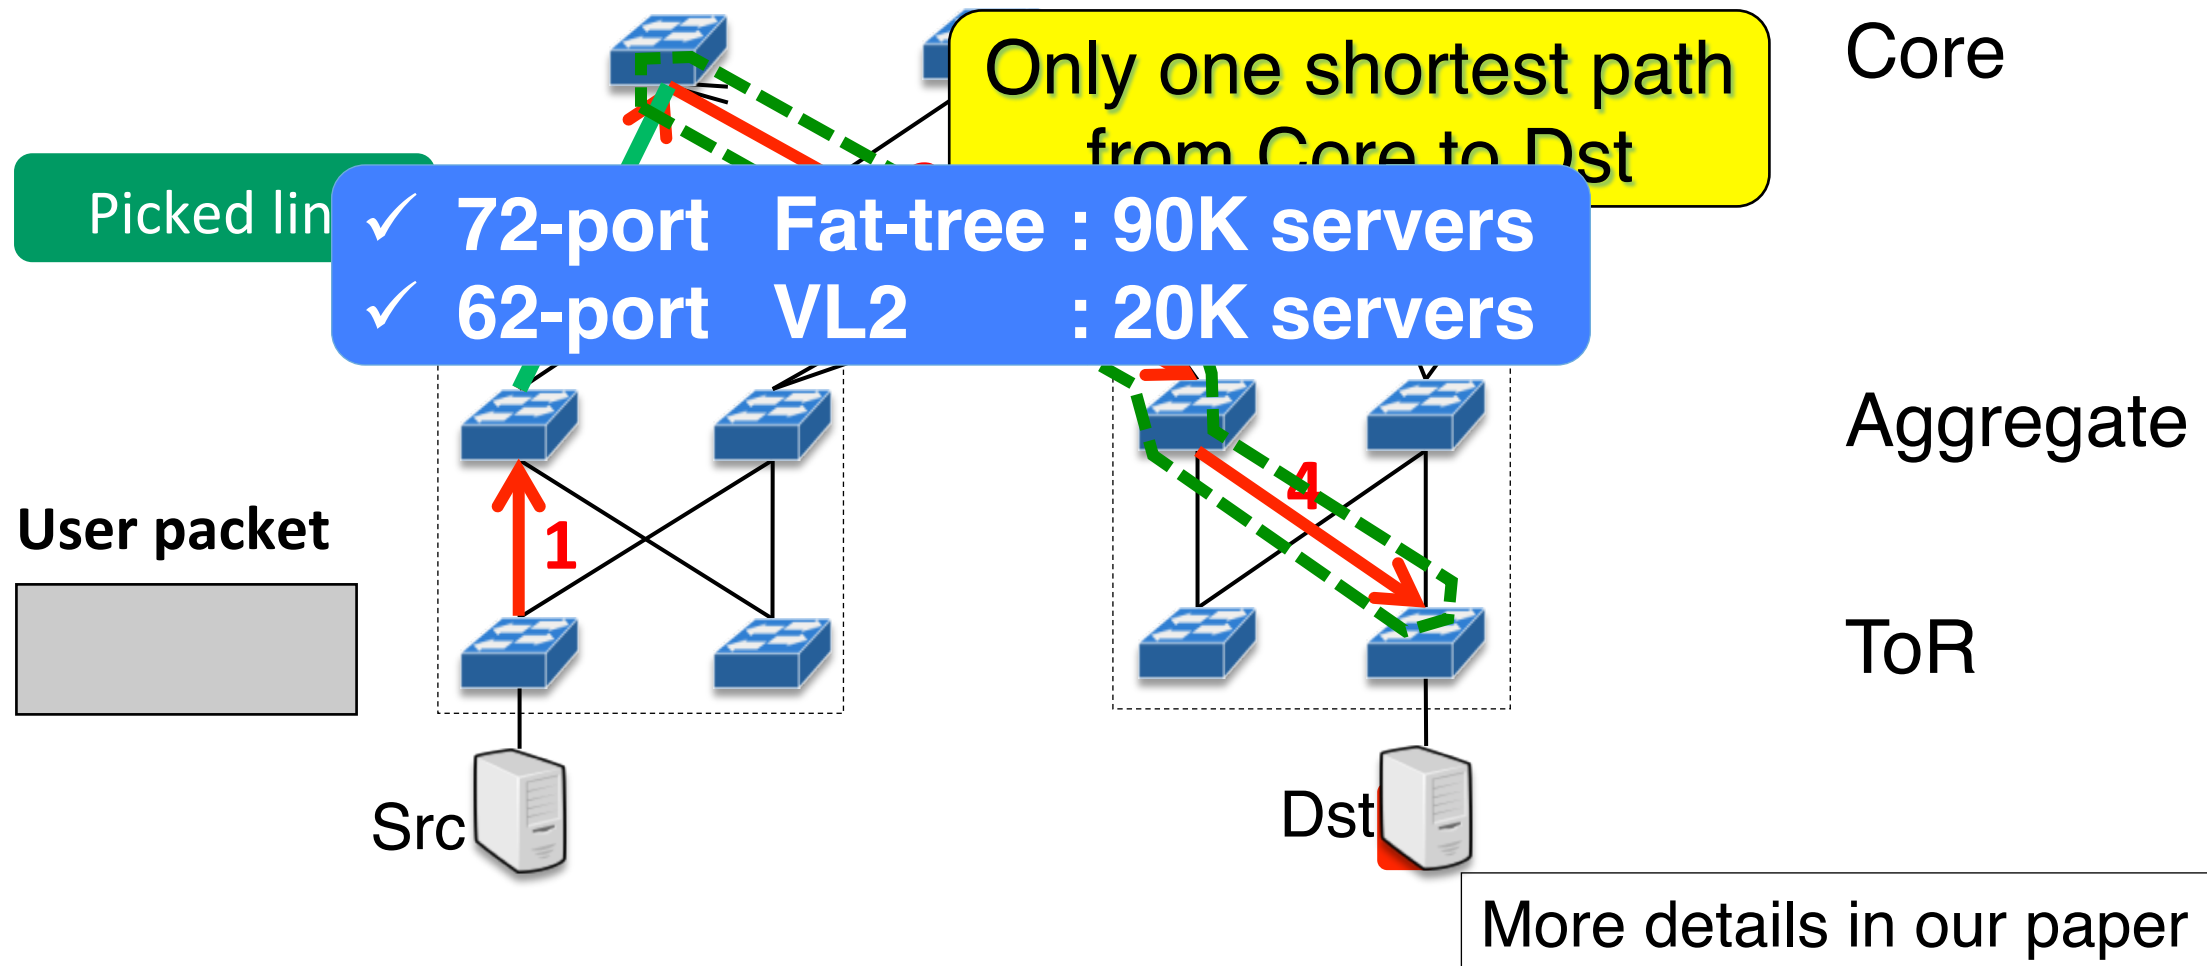 Core
Only one shortest path
from Core to Dst
Picked lin
✓ 72-port Fat-tree : 90K servers
✓ 62-port VL2 : 20K servers
Aggregate
4
User packet
1
ToR
Src
Dst
More details in our paper